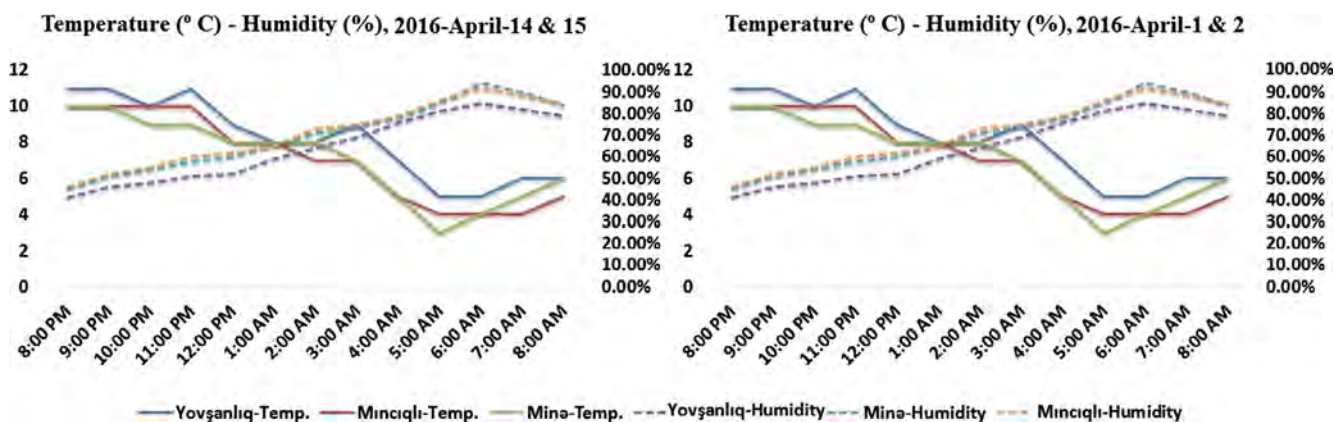 Temperature (º C) - Humidity (%), 2016-April-14 & 15
12
10
8
6
4
2
0
100.00%
90.00%
80.00%
70.00%
60.00%
50.00%
40.00%
30.00%
20.00%
10.00%
0.00%
8:00 PM
9:00 PM
10:00 PM
11:00 PM
12:00 PM
1:00 AM
2:00 AM
3:00 AM
4:00 AM
5:00 AM
6:00 AM
7:00 AM
8:00 AM
Temperature (º C) - Humidity (%), 2016-April-1 & 2
12
10
8
6
4
2
0
100.00%
90.00%
80.00%
70.00%
60.00%
50.00%
40.00%
30.00%
20.00%
10.00%
0.00%
8:00 PM
9:00 PM
10:00 PM
11:00 PM
12:00 PM
1:00 AM
2:00 AM
3:00 AM
4:00 AM
5:00 AM
6:00 AM
7:00 AM
8:00 AM
Yovşanlıq-Temp. Mıncıqlı-Temp. Minə-Temp. Yovşanlıq-Humidity Minə-Humidity Mıncıqlı-Humidity